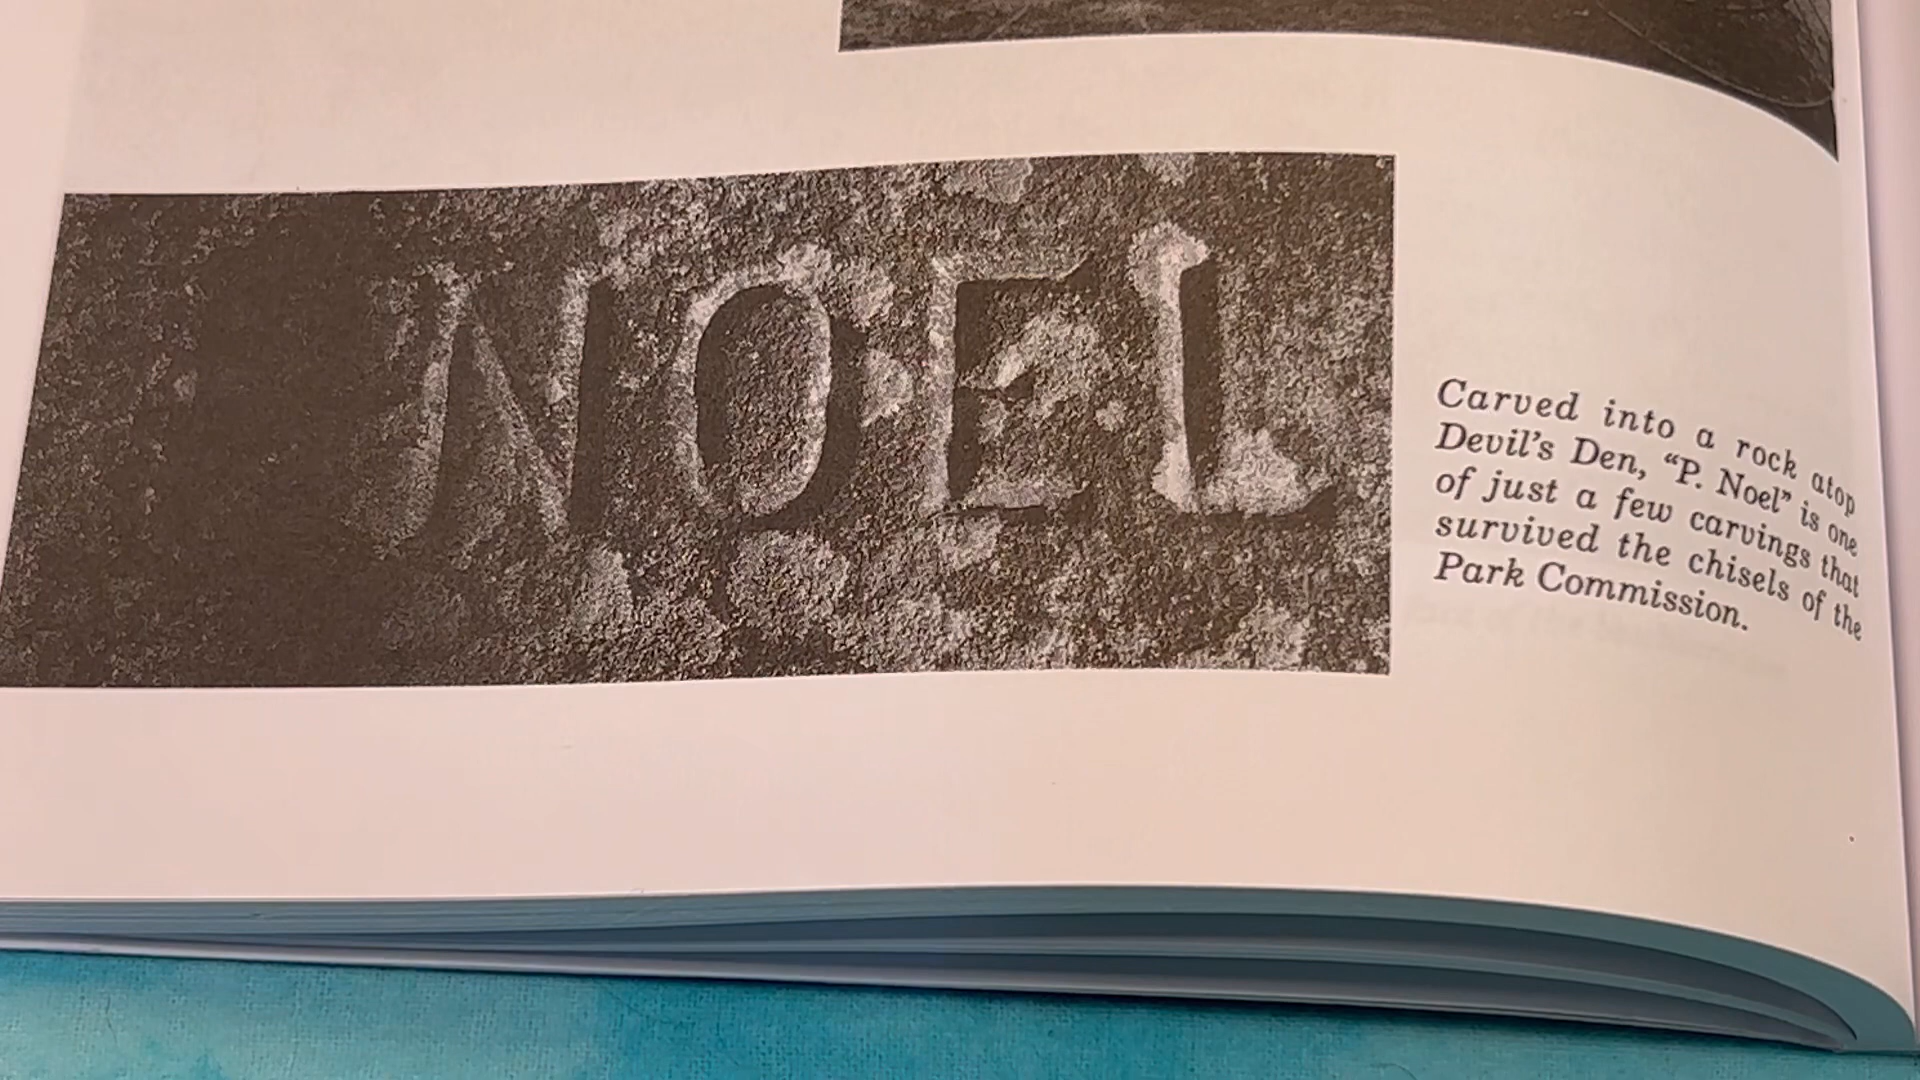 NOEL
Carved into a rock atop
Devil's Den, “P. Noel” is one
of just a few carvings that
survived the chisels of the
Park Commission.